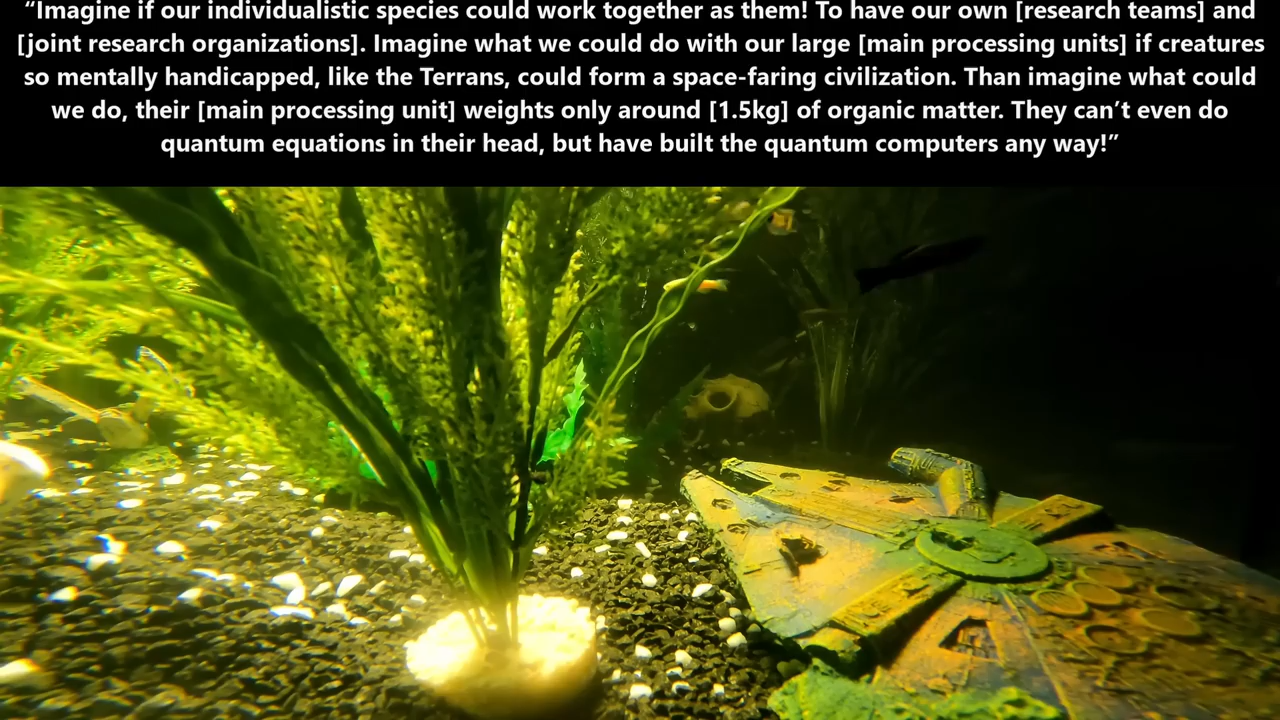 “Imagine if our individualistic species could work together as them! To have our own [research teams] and
[joint research organizations]. Imagine what we could do with our large [main processing units] if creatures
so mentally handicapped, like the Terrans, could form a space-faring civilization. Than imagine what could
we do, their [main processing unit] weights only around [1.5kg] of organic matter. They can’t even do
quantum equations in their head, but have built the quantum computers any way!”